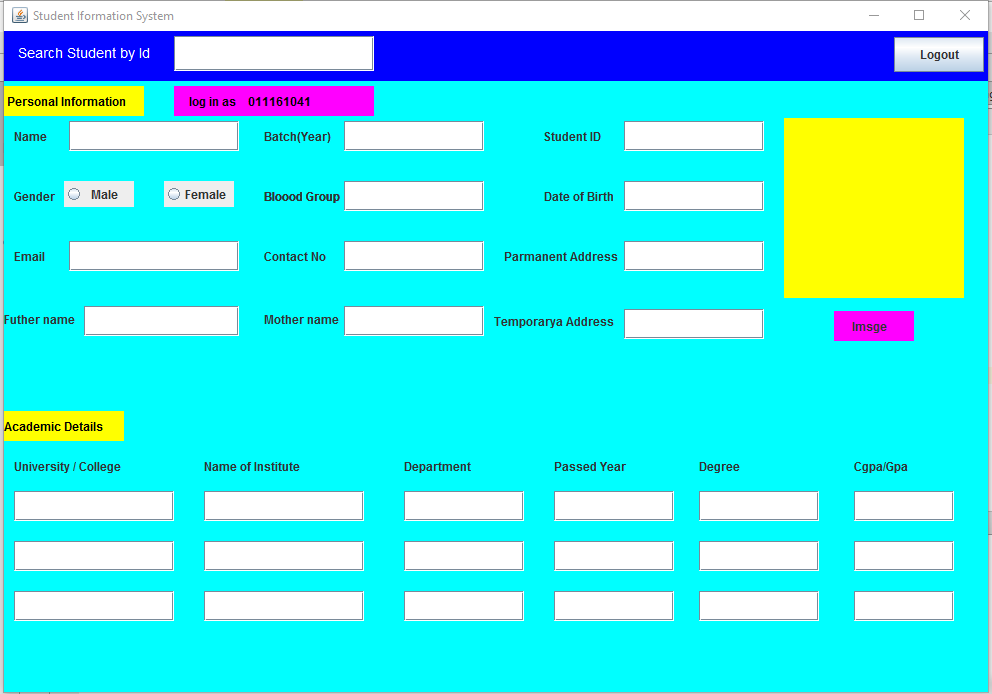 Student Iformation System
Search Student by Id
Logout
Personal Information
log in as 011161041
Name
Batch(Year)
Student ID
Gender
Male
Female
Bloood Group
Date of Birth
Email
Contact No
Parmanent Address
Futher name
Mother name
Temporarya Address
Imsge
Academic Details
University / College
Name of Institute
Department
Passed Year
Degree
Cgpa/Gpa